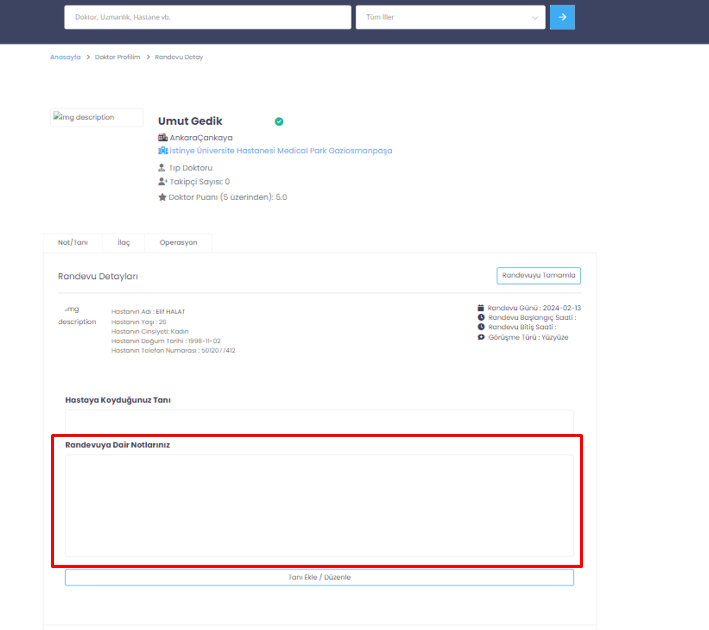 Doktor, Uzmanlık, Hastane vb.
Tüm İller
Anasayfa > Doktor Profilim > Randevu Detay
img description
Umut Gedik
AnkaraÇankaya
İstinye Üniversite Hastanesi Medical Park Gaziosmanpaşa
Tıp Doktoru
Takipçi Sayısı: 0
Doktor Puanı (5 üzerinden): 5.0
Not/Tanı
İlaç
Operasyon
Randevu Detayları
Randevuyu Tamamla
img
description
Hastanın Adı : Elif HALAT
Hastanın Yaşı : 26
Hastanın Cinsiyeti: Kadın
Hastanın Doğum Tarihi : 1998-11-02
Hastanın Telefon Numarası : 5012077412
Randevu Günü : 2024-02-13
Randevu Başlangıç Saati :
Randevu Bitiş Saati :
Görüşme Türü : Yüzyüze
Hastaya Koyduğunuz Tanı
Randevuya Dair Notlarınız
Tanı Ekle / Düzenle